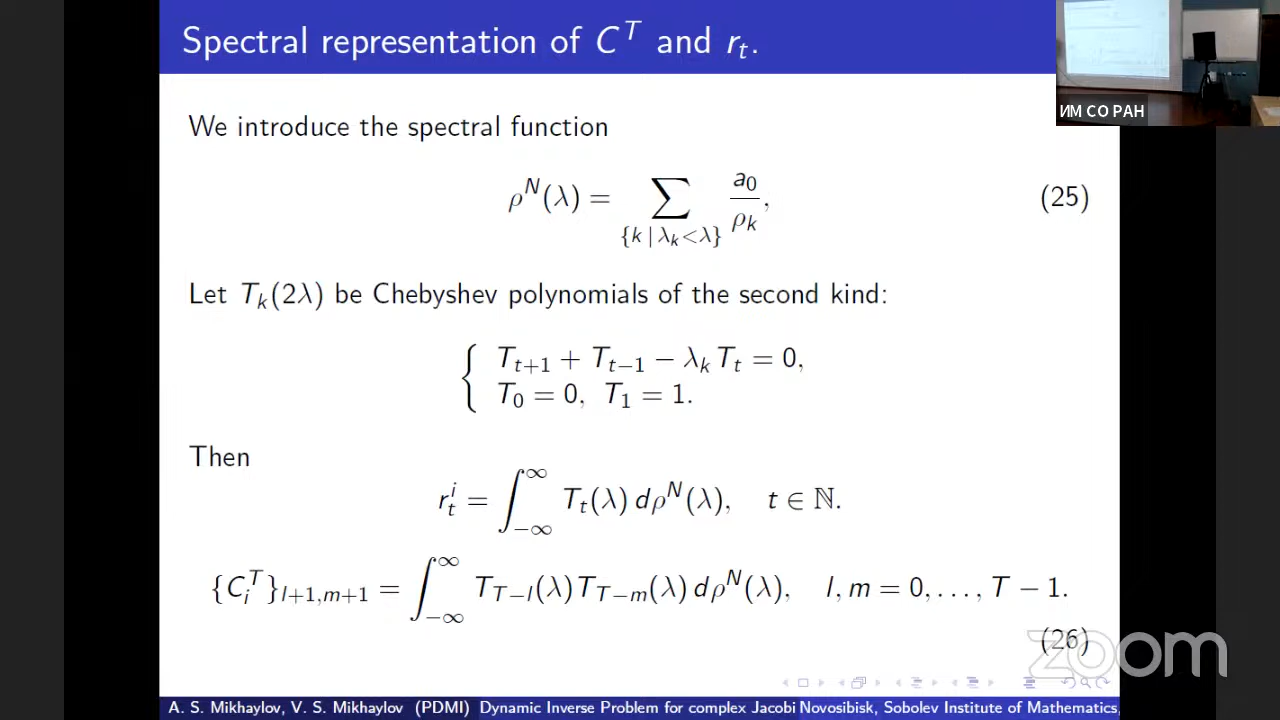 Spectral representation of C^T and r_t.
ИМ СО РАН
We introduce the spectral function
ρ^N(λ) = ∑_{k | λ_k<λ} a_0/ρ_k, (25)
Let T_k(2λ) be Chebyshev polynomials of the second kind:
{ T_{t+1} + T_{t−1} − λ_k T_t = 0,
T_0 = 0, T_1 = 1.
Then
r_t^i = ∫_{−∞}^{∞} T_t(λ) dρ^N(λ), t ∈ ℕ.
{C_i^T}_{l+1,m+1} = ∫_{−∞}^{∞} T_{T−l}(λ)T_{T−m}(λ) dρ^N(λ), l, m = 0, . . . , T − 1.
(26)
zoom
A. S. Mikhaylov, V. S. Mikhaylov (PDMI) Dynamic Inverse Problem for complex Jacobi Novosibisk, Sobolev Institute of Mathematics,